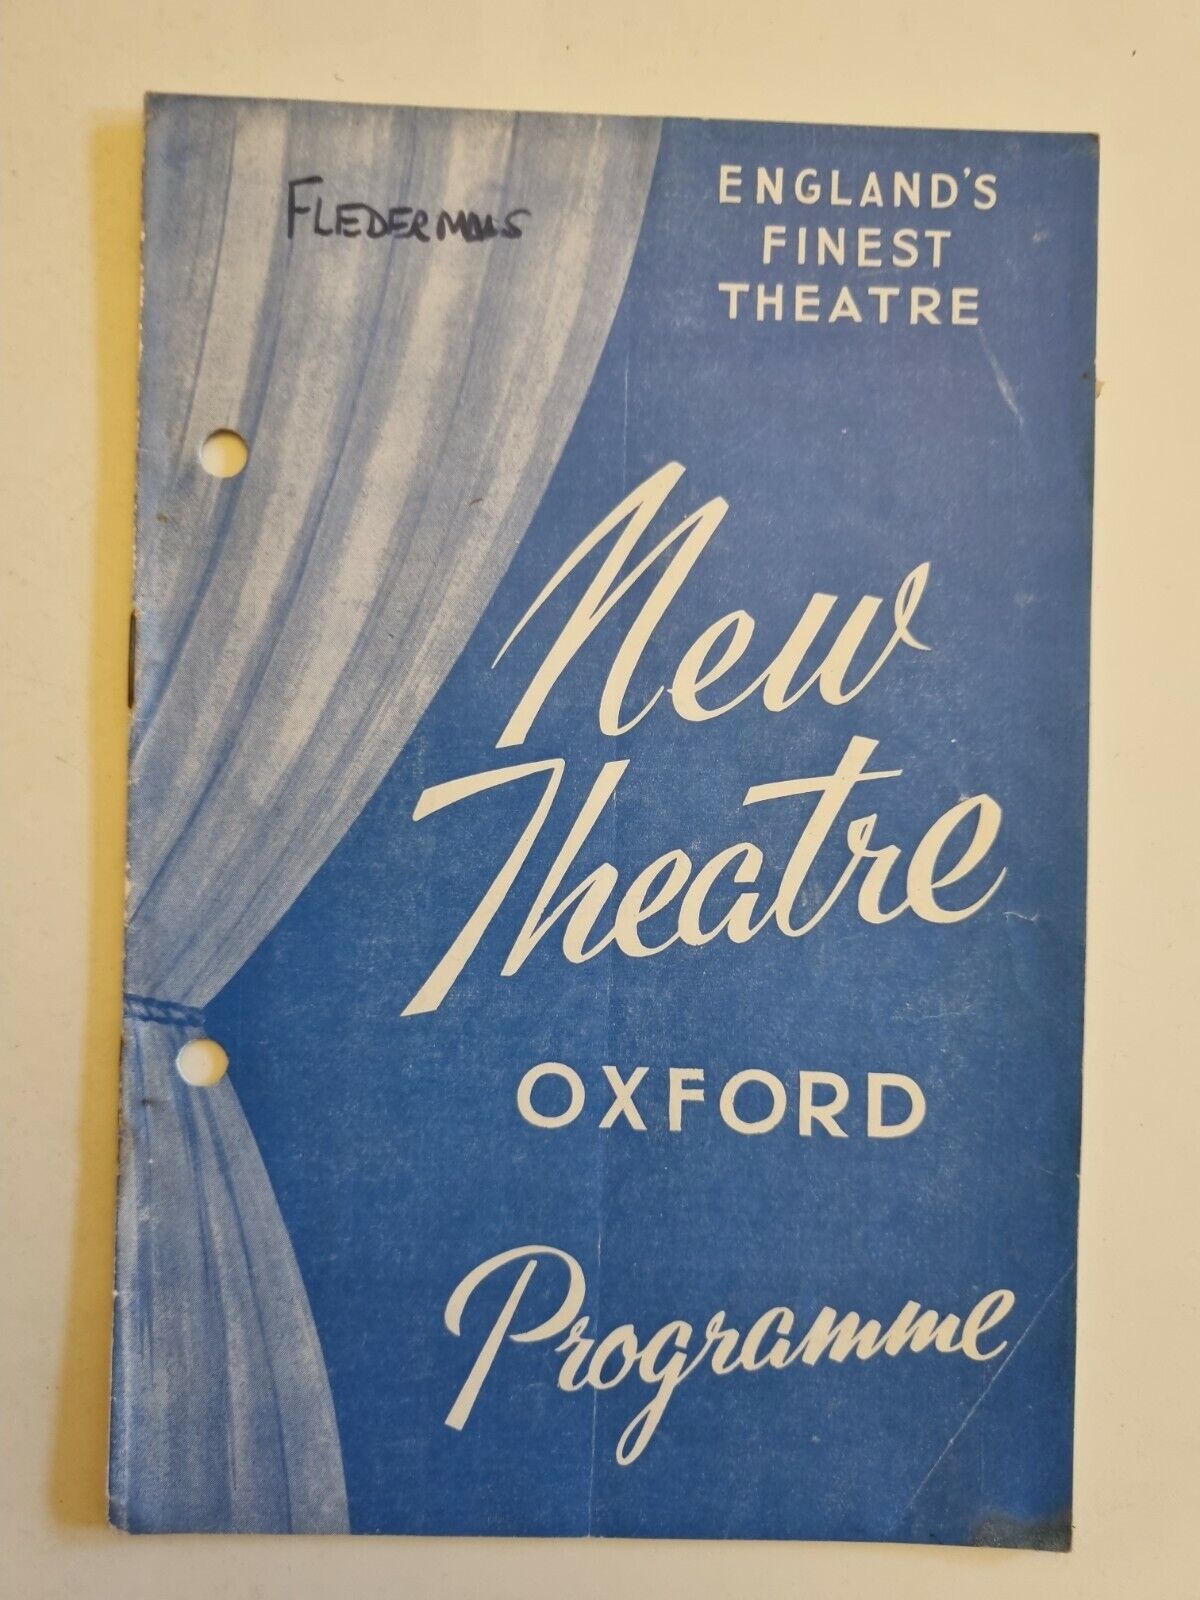 FLEDERMAUS
ENGLAND'S
FINEST
THEATRE
New
Theatre
OXFORD
Programme